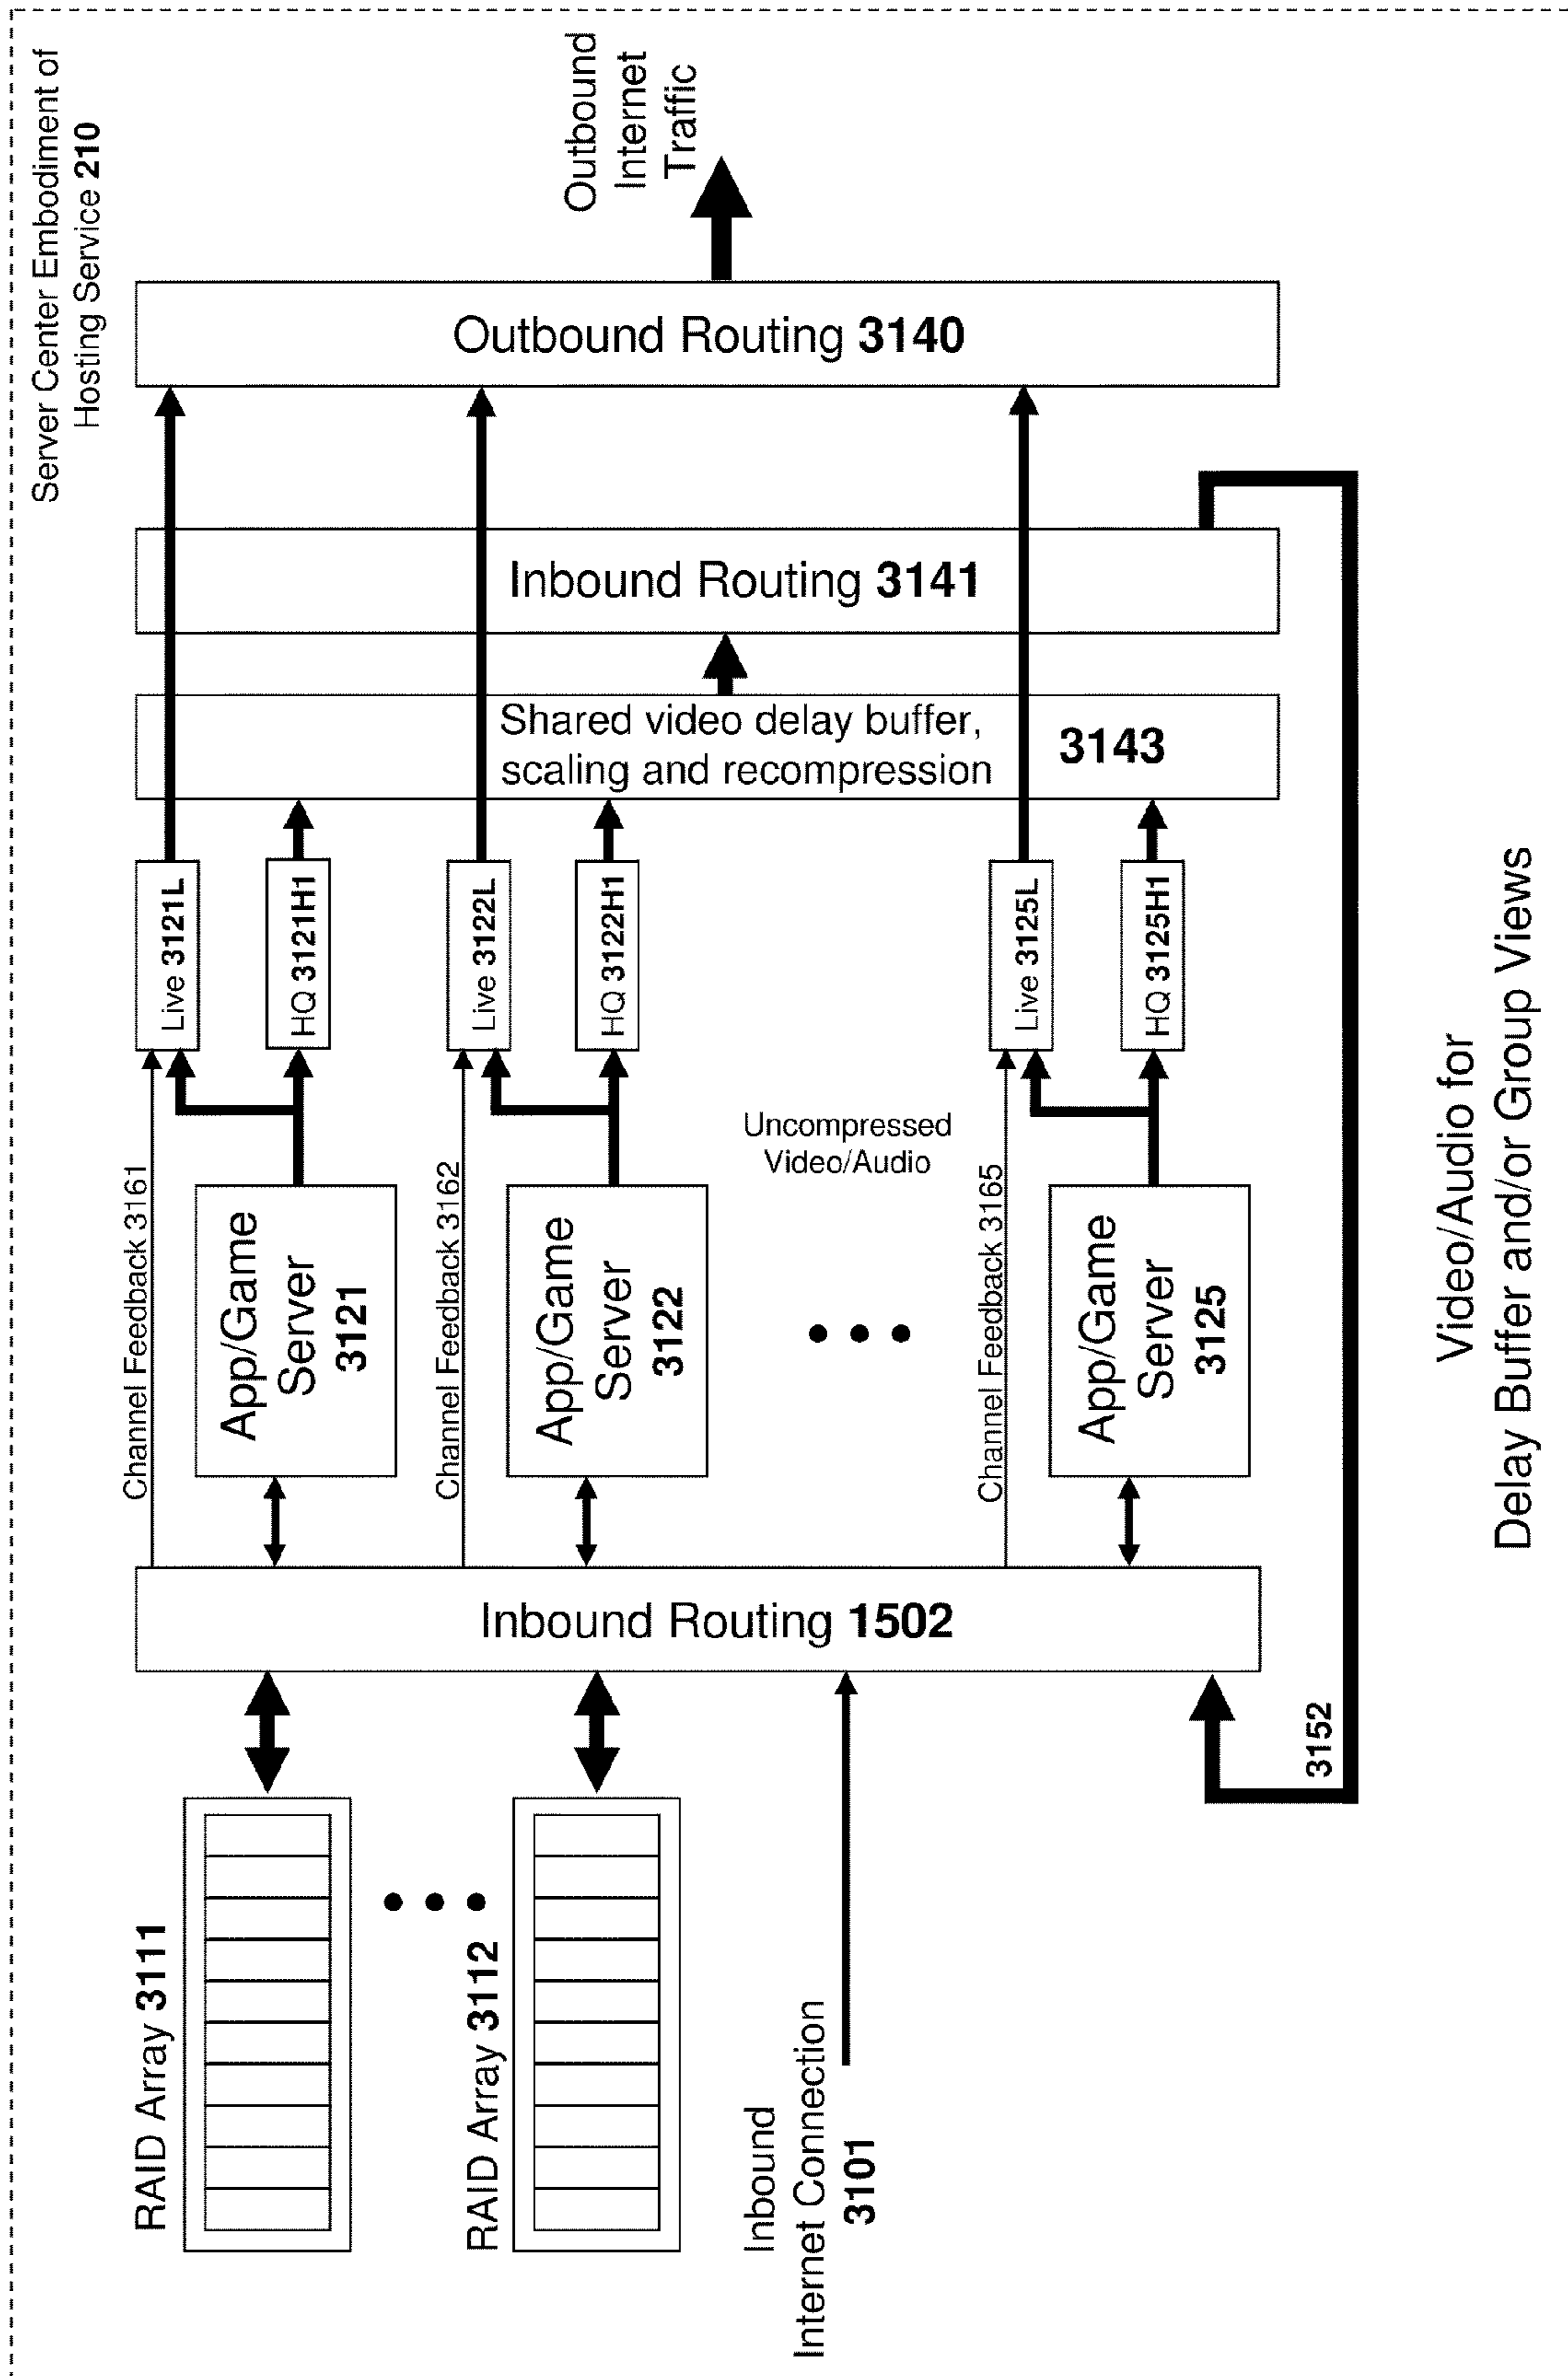 Server Center Embodiment of
Hosting Service 210
RAID Array 3111
RAID Array 3112
Inbound
Internet Connection
3101
Inbound Routing 1502
3152
Channel Feedback 3161
App/Game
Server
3121
Channel Feedback 3162
App/Game
Server
3122
Uncompressed
Video/Audio
Channel Feedback 3165
App/Game
Server
3125
Live 3121L
HQ 3121H1
Live 3122L
HQ 3122H1
Live 3125L
HQ 3125H1
Shared video delay buffer,
scaling and recompression
3143
Inbound Routing 3141
Outbound Routing 3140
Outbound
Internet
Traffic
Video/Audio for
Delay Buffer and/or Group Views